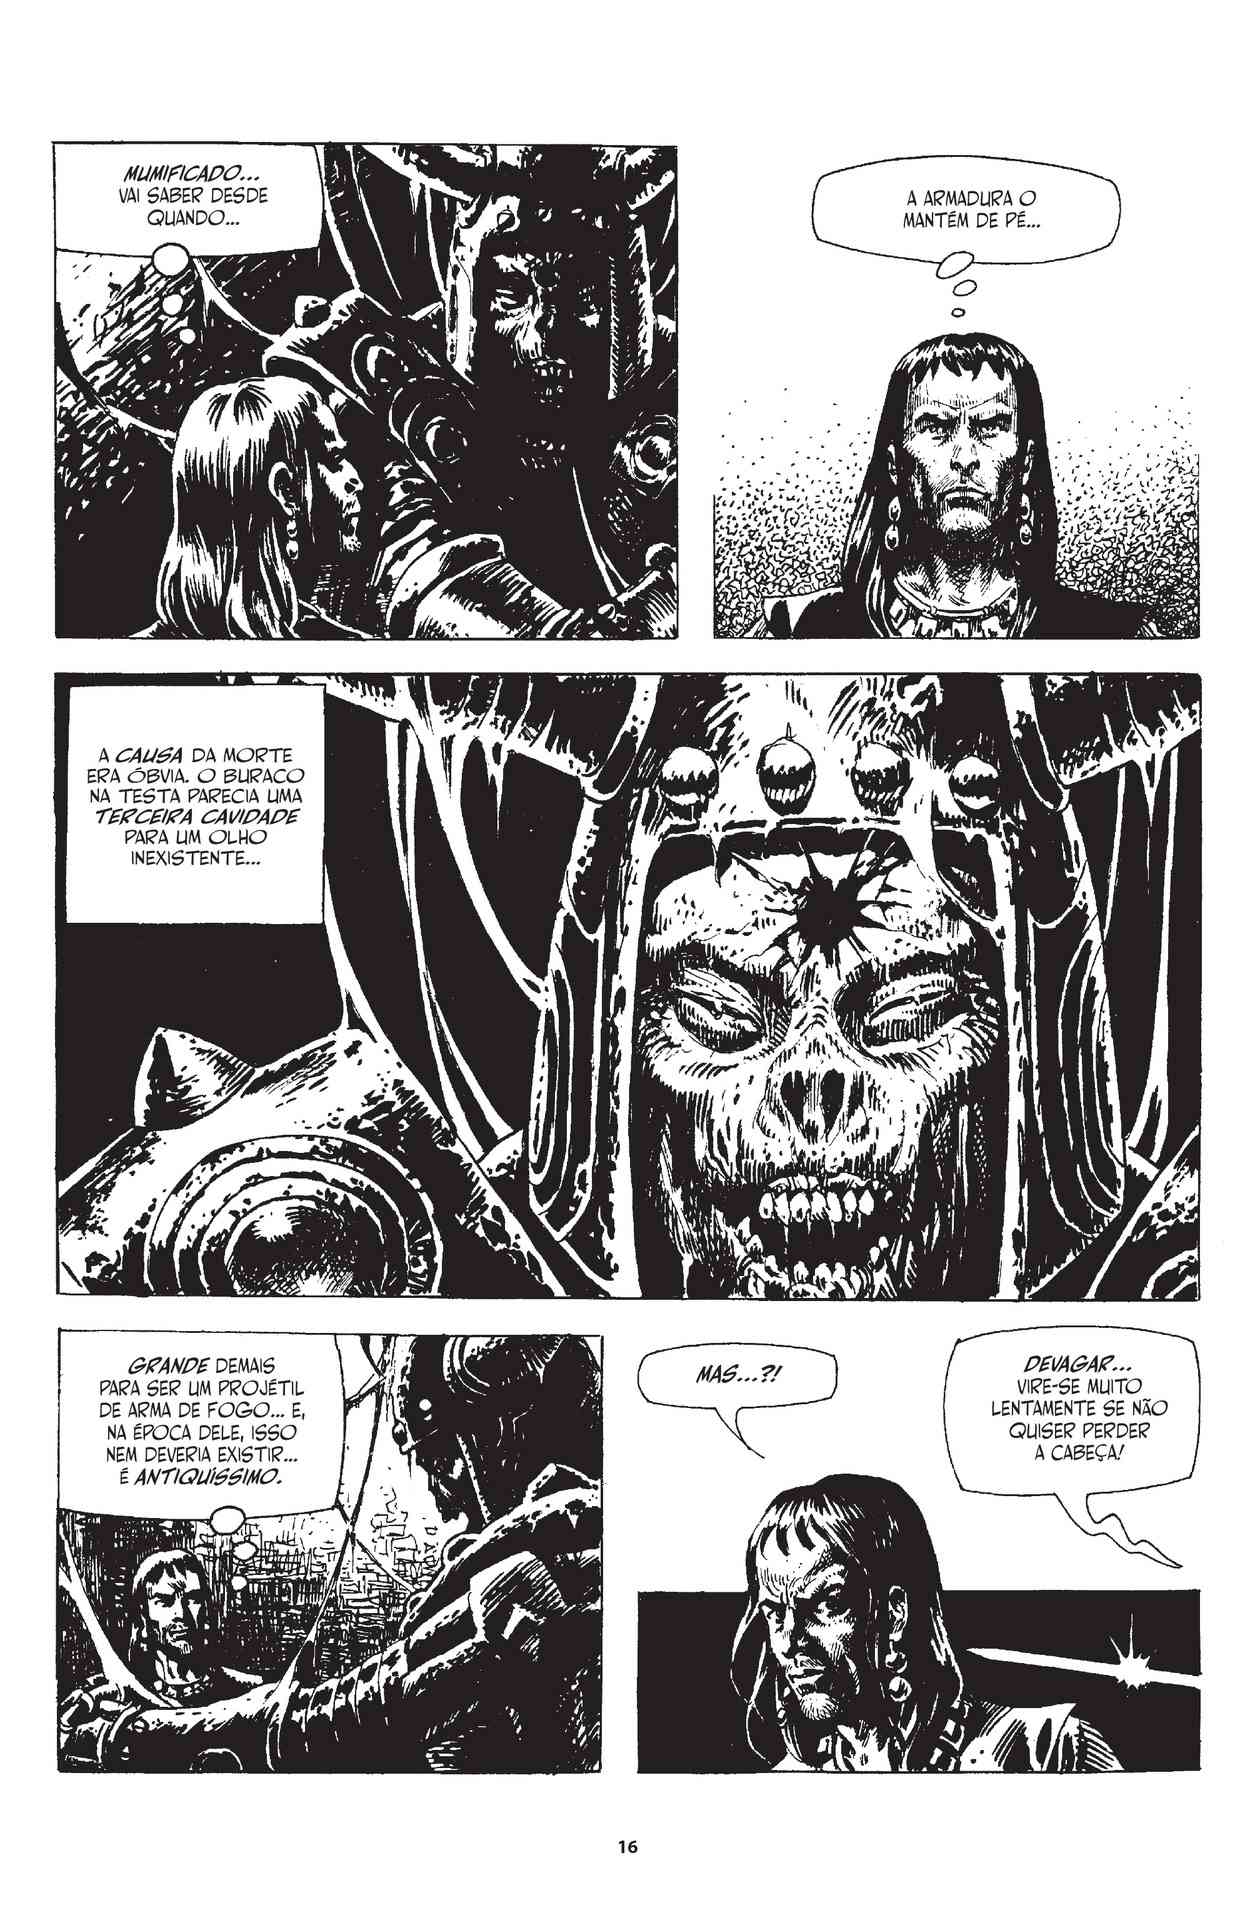 MUMIFICADO...
VAI SABER DESDE
QUANDO...
A ARMADURA O
MANTÉM DE PÉ...
A CAUSA DA MORTE
ERA ÓBVIA. O BURACO
NA TESTA PARECIA UMA
TERCEIRA CAVIDADE
PARA UM OLHO
INEXISTENTE...
GRANDE DEMAIS
PARA SER UM PROJÉTIL
DE ARMA DE FOGO... E,
NA ÉPOCA DELE, ISSO
NEM DEVERIA EXISTIR...
É ANTIQUÍSSIMO.
MAS...?!
DEVAGAR...
VIRE-SE MUITO
LENTAMENTE SE NÃO
QUISER PERDER
A CABEÇA!
16